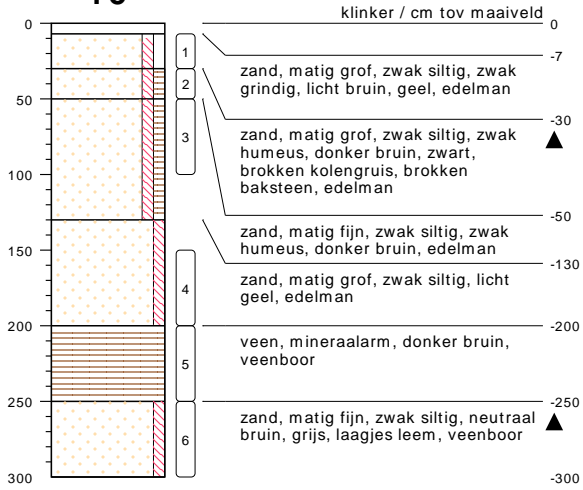 klinker / cm tov maaiveld
0
0
1
-7
zand, matig grof, zwak siltig, zwak
grindig, licht bruin, geel, edelman
2
-30
50
zand, matig grof, zwak siltig, zwak
humeus, donker bruin, zwart,
brokken kolengruis, brokken
baksteen, edelman
3
100
-50
zand, matig fijn, zwak siltig, zwak
humeus, donker bruin, edelman
-130
150
zand, matig grof, zwak siltig, licht
geel, edelman
4
200
-200
veen, mineraalarm, donker bruin,
veenboor
5
250
-250
zand, matig fijn, zwak siltig, neutraal
bruin, grijs, laagjes leem, veenboor
6
300
-300